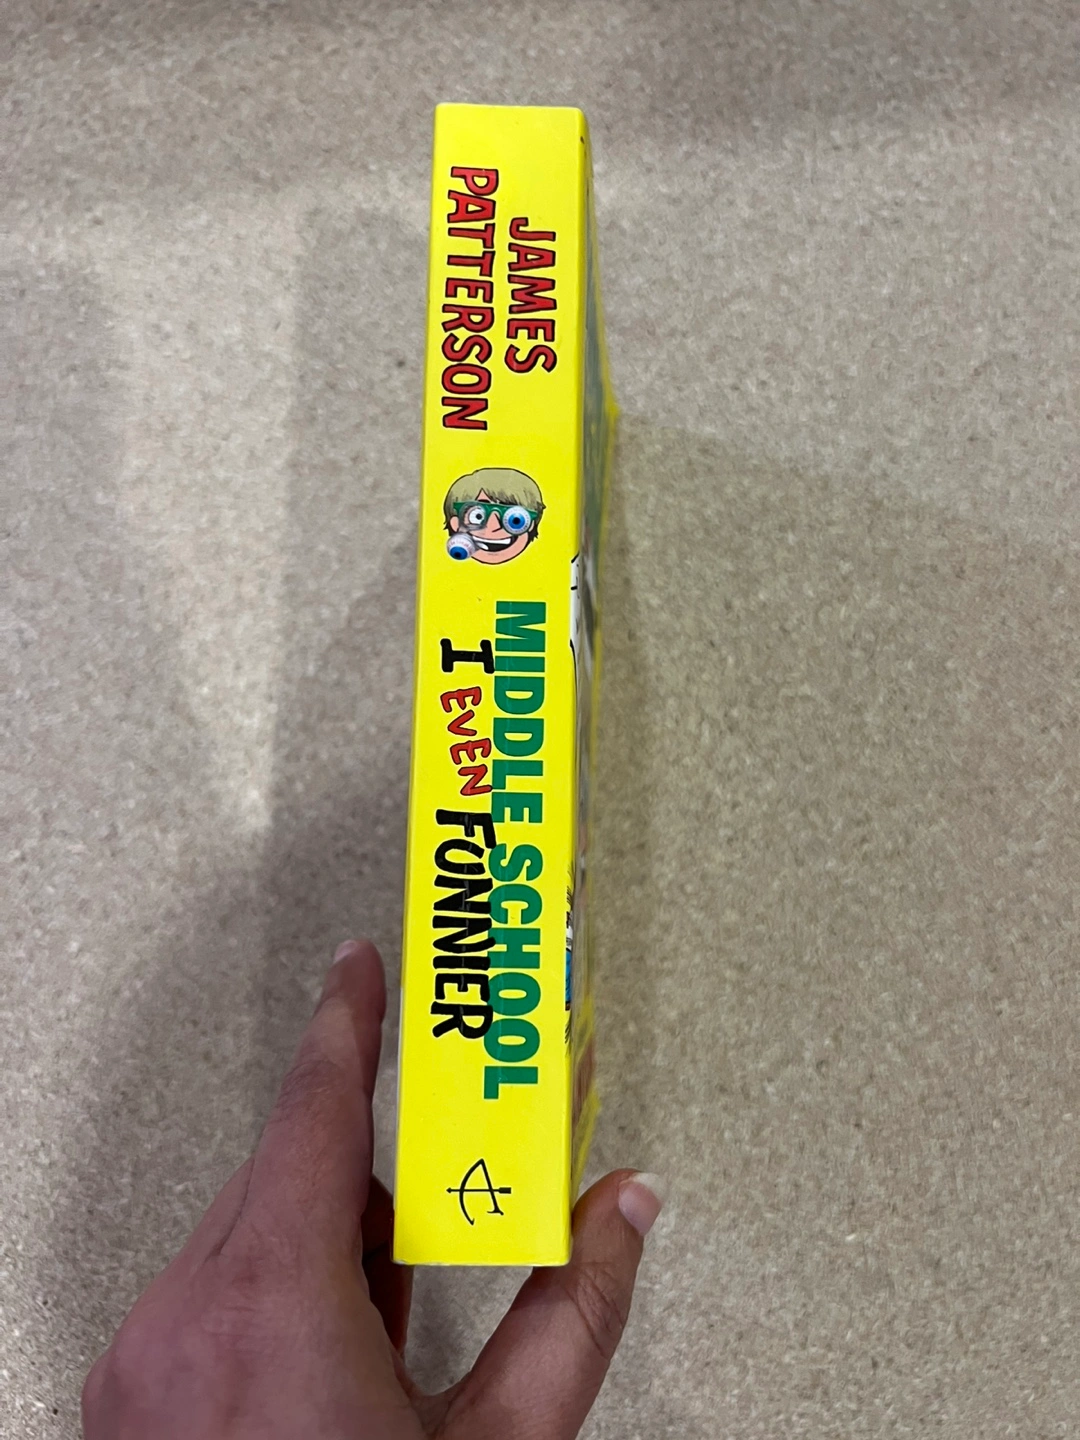 JAMES
PATTERSON
MIDDLE SCHOOL
I EVEN FUNNIER